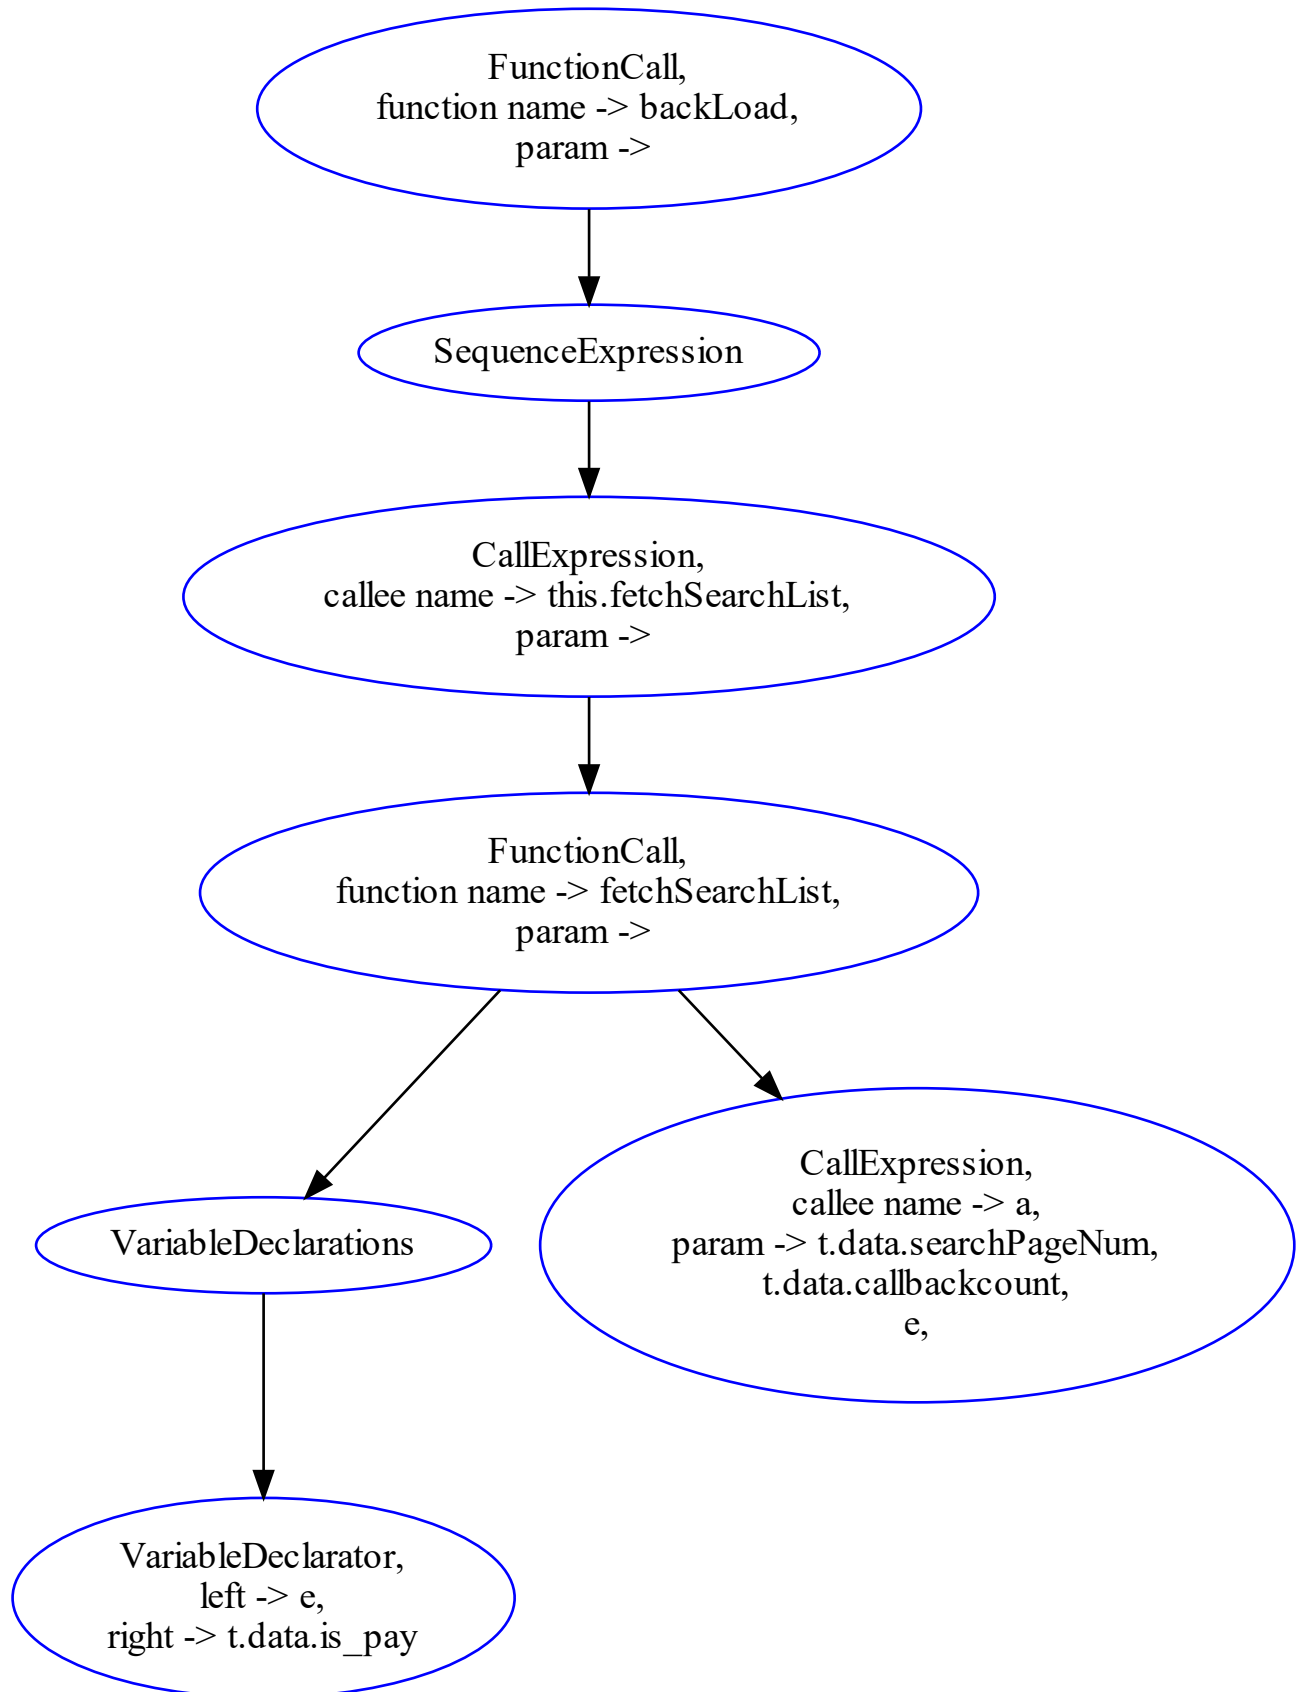 FunctionCall,
function name -> backLoad,
param ->
SequenceExpression
CallExpression,
callee name -> this.fetchSearchList,
param ->
FunctionCall,
function name -> fetchSearchList,
param ->
VariableDeclarations
CallExpression,
callee name -> a,
param -> t.data.searchPageNum,
t.data.callbackcount,
e,
VariableDeclarator,
left -> e,
right -> t.data.is_pay